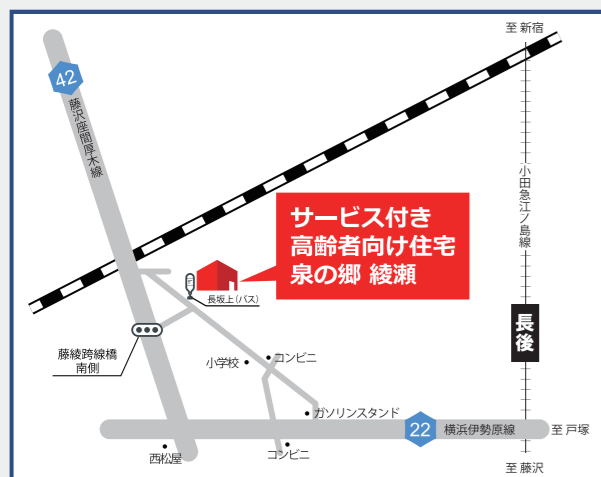 至 新宿
42
藤沢座間厚木線
小田急江ノ島線
サービス付き
高齢者向け住宅
泉の郷 綾瀬
長坂上(バス)
長後
藤綾跨線橋
南側
小学校
コンビニ
ガソリンスタンド
22
横浜伊勢原線
至 戸塚
西松屋
コンビニ
至 藤沢